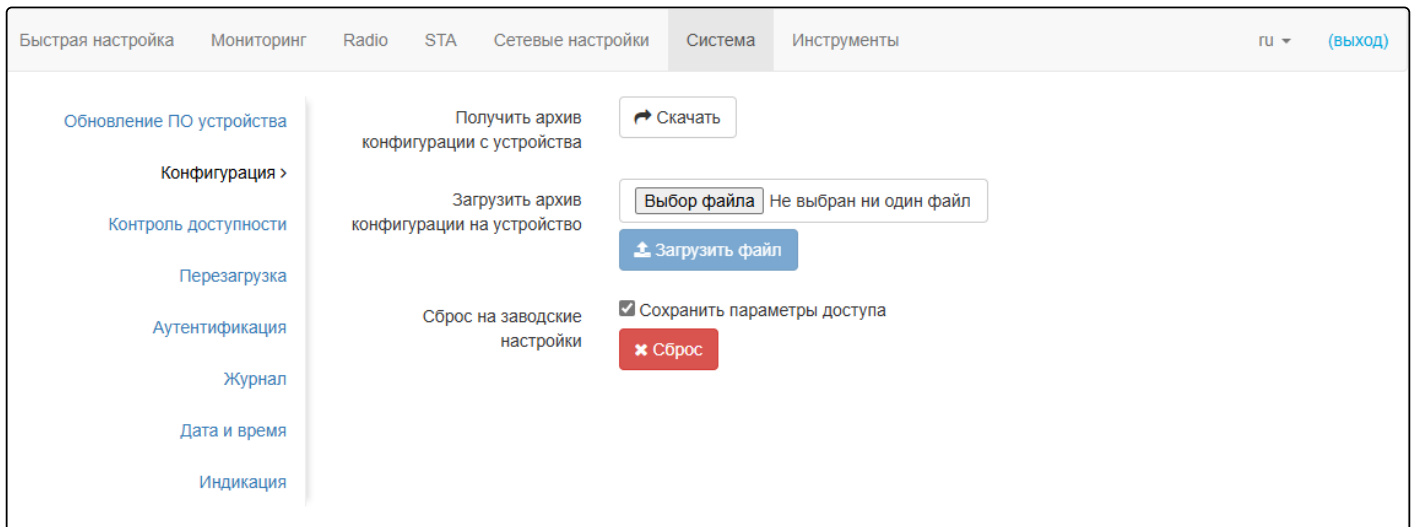 Быстрая настройка Мониторинг Radio STA Сетевые настройки Система Инструменты ru (выход)
Обновление ПО устройства
Конфигурация >
Контроль доступности
Перезагрузка
Аутентификация
Журнал
Дата и время
Индикация
Получить архив
конфигурации с устройства
Скачать
Загрузить архив
конфигурации на устройство
Выбор файла Не выбран ни один файл
Загрузить файл
Сброс на заводские
настройки
Сохранить параметры доступа
Сброс